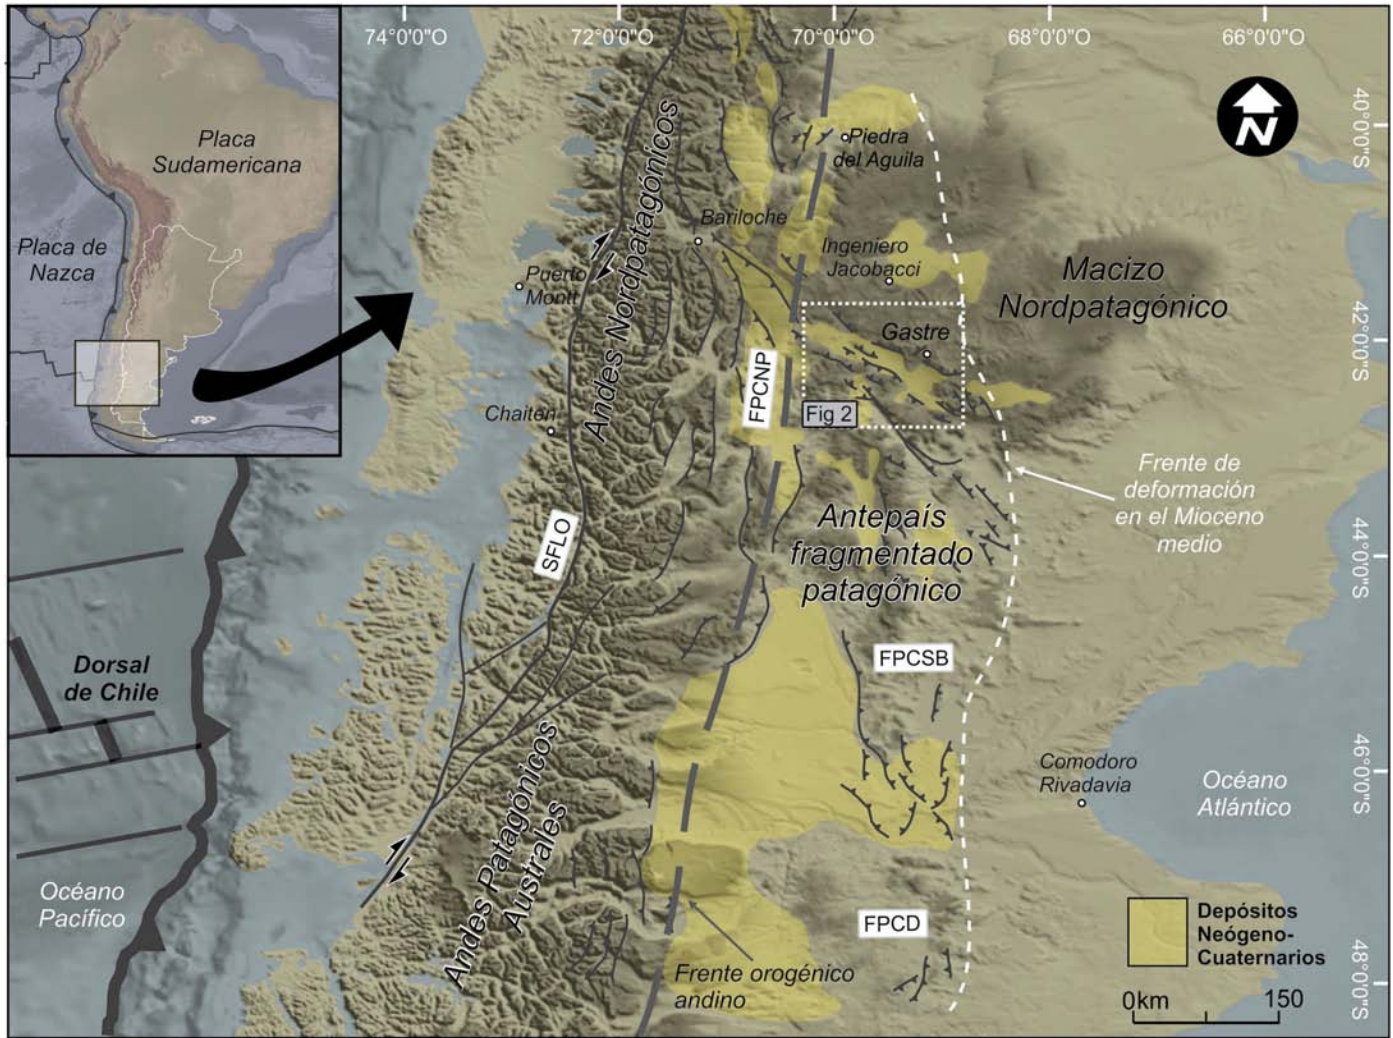 74°0'0"O
72°0'0"O
70°0'0"O
68°0'0"O
66°0'0"O
Placa
Sudamericana
Placa de
Nazca
N
40°0'0"S
42°0'0"S
44°0'0"S
46°0'0"S
48°0'0"S
Andes Nordpatagónicos
Piedra
del Aguila
Bariloche
Ingeniero
Jacobacci
Puerto
Montt
Macizo
Nordpatagónico
Gastre
FPCNP
Fig 2
Chaitén
Frente de
deformación
en el Mioceno
medio
SFLO
Antepaís
fragmentado
patagónico
FPCSB
Dorsal
de Chile
Comodoro
Rivadavia
Océano
Atlántico
Andes Patagónicos
Australes
Océano
Pacífico
FPCD
Frente orogénico
andino
Depósitos
Neógeno-
Cuaternarios
0km 150